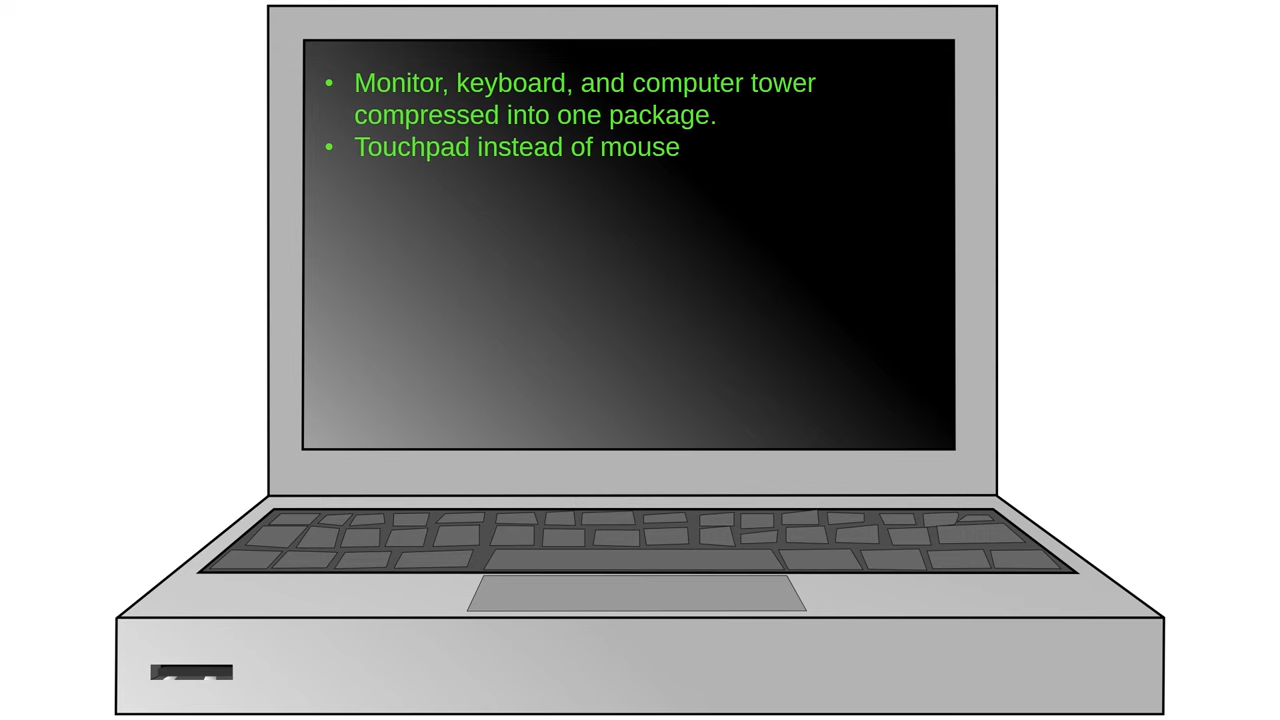 • Monitor, keyboard, and computer tower
compressed into one package.
• Touchpad instead of mouse